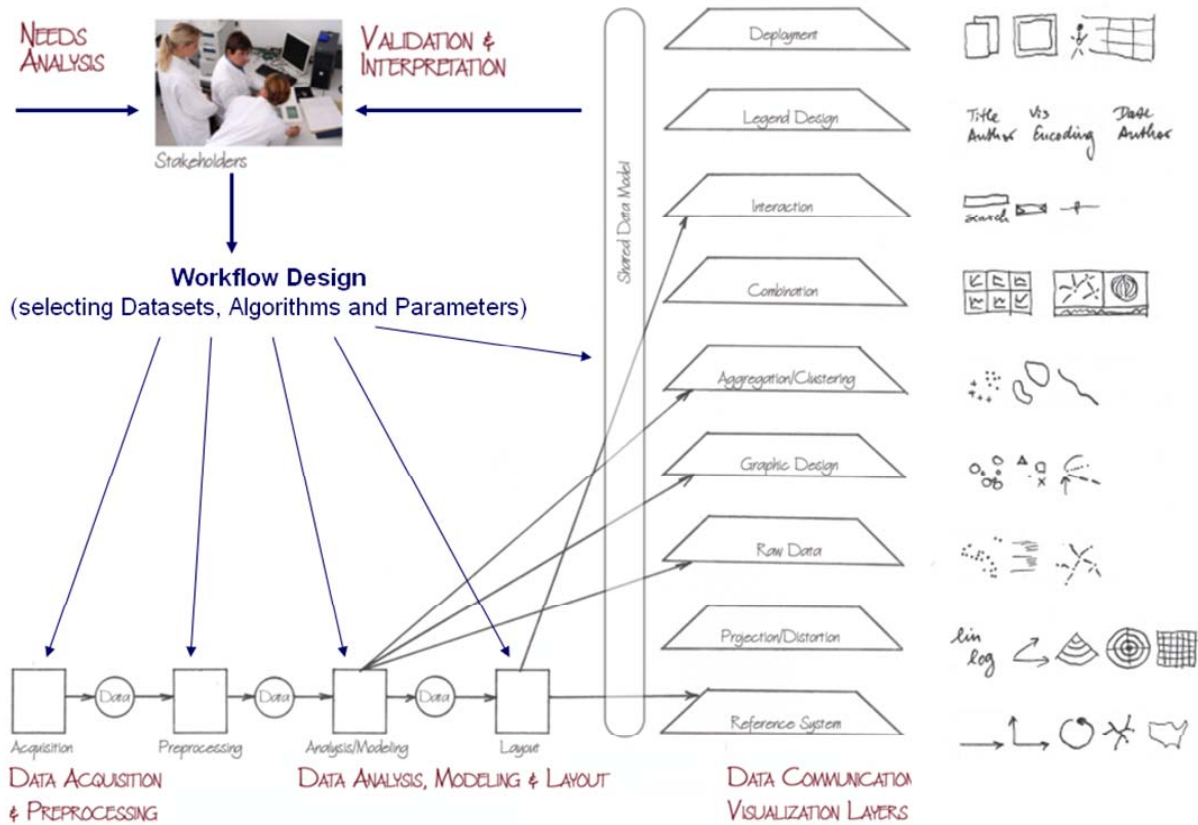 NEEDS
ANALYSIS
VALIDATION &
INTERPRETATION
Stakeholders
Workflow Design
(selecting Datasets, Algorithms and Parameters)
Shared Data Model
Deployment
Legend Design
Title Vis Date
Author Encoding Author
Interaction
search
Combination
Aggregation/Clustering
Graphic Design
Raw Data
Projection/Distortion
lin
log
Reference System
Data
Data
Data
Acquisition
Preprocessing
Analysis/Modeling
Layout
DATA ACQUISITION
& PREPROCESSING
DATA ANALYSIS, MODELING & LAYOUT
DATA COMMUNICATION
VISUALIZATION LAYERS